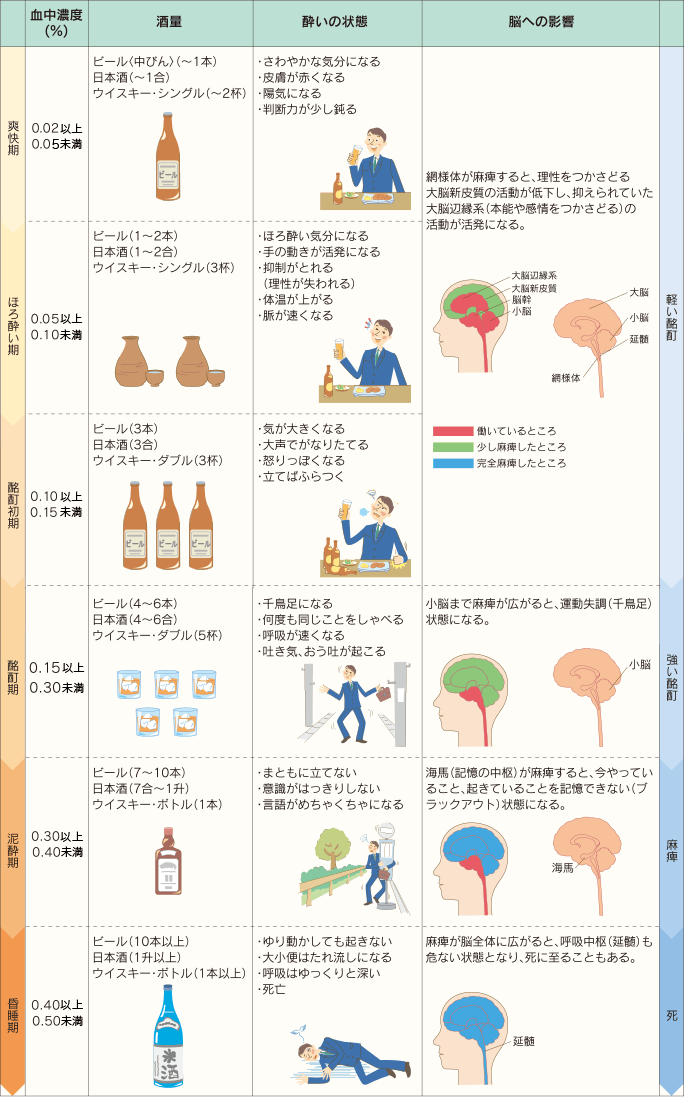 血中濃度
(%)
酒量
酔いの状態
脳への影響
爽快期
0.02以上
0.05未満
ビール〈中びん〉(〜1本)
日本酒(〜1合)
ウイスキー・シングル(〜2杯)
ビール
・さわやかな気分になる
・皮膚が赤くなる
・陽気になる
・判断力が少し鈍る
網様体が麻痺すると、理性をつかさどる
大脳新皮質の活動が低下し、抑えられていた
大脳辺縁系(本能や感情をつかさどる)の
活動が活発になる。
軽い酩酊
ほろ酔い期
0.05以上
0.10未満
ビール(1〜2本)
日本酒(1〜2合)
ウイスキー・シングル(3杯)
・ほろ酔い気分になる
・手の動きが活発になる
・抑制がとれる
(理性が失われる)
・体温が上がる
・脈が速くなる
大脳辺縁系
大脳新皮質
脳幹
小脳
大脳
小脳
延髄
網様体
働いているところ
少し麻痺したところ
完全麻痺したところ
酩酊初期
0.10以上
0.15未満
ビール(3本)
日本酒(3合)
ウイスキー・ダブル(3杯)
ビール
ビール
ビール
・気が大きくなる
・大声でがなりたてる
・怒りっぽくなる
・立てばふらつく
酩酊期
0.15以上
0.30未満
ビール(4〜6本)
日本酒(4〜6合)
ウイスキー・ダブル(5杯)
・千鳥足になる
・何度も同じことをしゃべる
・呼吸が速くなる
・吐き気、おう吐が起こる
小脳まで麻痺が広がると、運動失調(千鳥足)
状態になる。
小脳
強い酩酊
泥酔期
0.30以上
0.40未満
ビール(7〜10本)
日本酒(7合〜1升)
ウイスキー・ボトル(1本)
・まともに立てない
・意識がはっきりしない
・言語がめちゃくちゃになる
海馬(記憶の中枢)が麻痺すると、今やってい
ること、起きていることを記憶できない(ブ
ラックアウト)状態になる。
海馬
麻痺
昏睡期
0.40以上
0.50未満
ビール(10本以上)
日本酒(1升以上)
ウイスキー・ボトル(1本以上)
米酒
・ゆり動かしても起きない
・大小便はたれ流しになる
・呼吸はゆっくりと深い
・死亡
麻痺が脳全体に広がると、呼吸中枢(延髄)も
危ない状態となり、死に至ることもある。
延髄
死